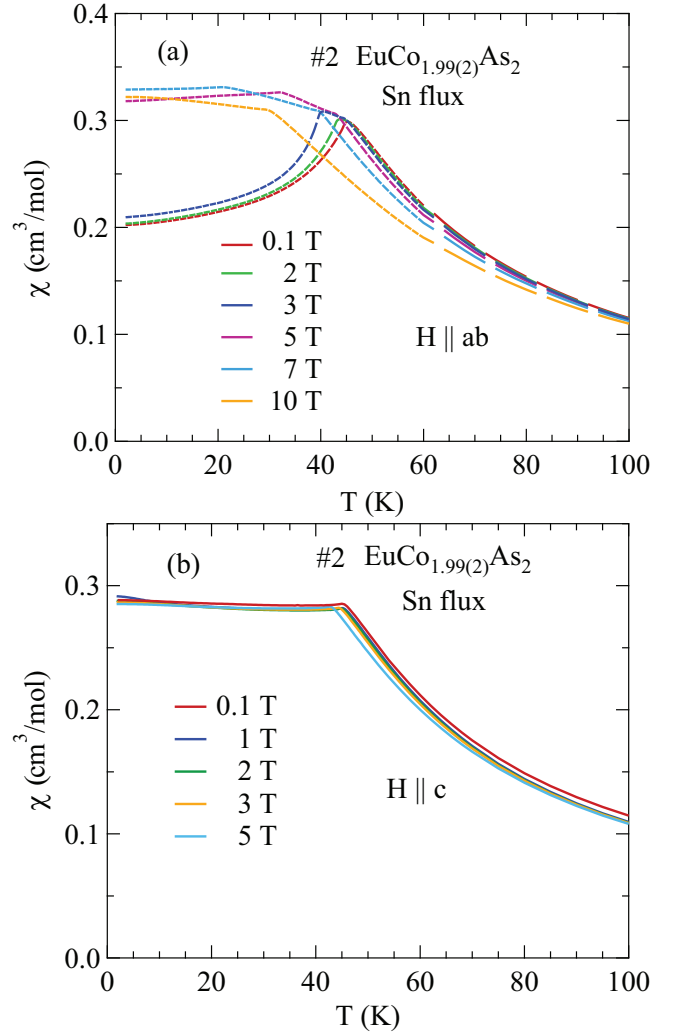 (a) #2 EuCo1.99(2)As2
Sn flux
0.4
0.3
0.2
0.1
0.0
χ (cm3/mol)
0.1 T
2 T
3 T
5 T
7 T
10 T
H || ab
0 20 40 60 80 100
T (K)
(b) #2 EuCo1.99(2)As2
Sn flux
0.3
0.2
0.1
0.0
χ (cm3/mol)
0.1 T
1 T
2 T
3 T
5 T
H || c
0 20 40 60 80 100
T (K)